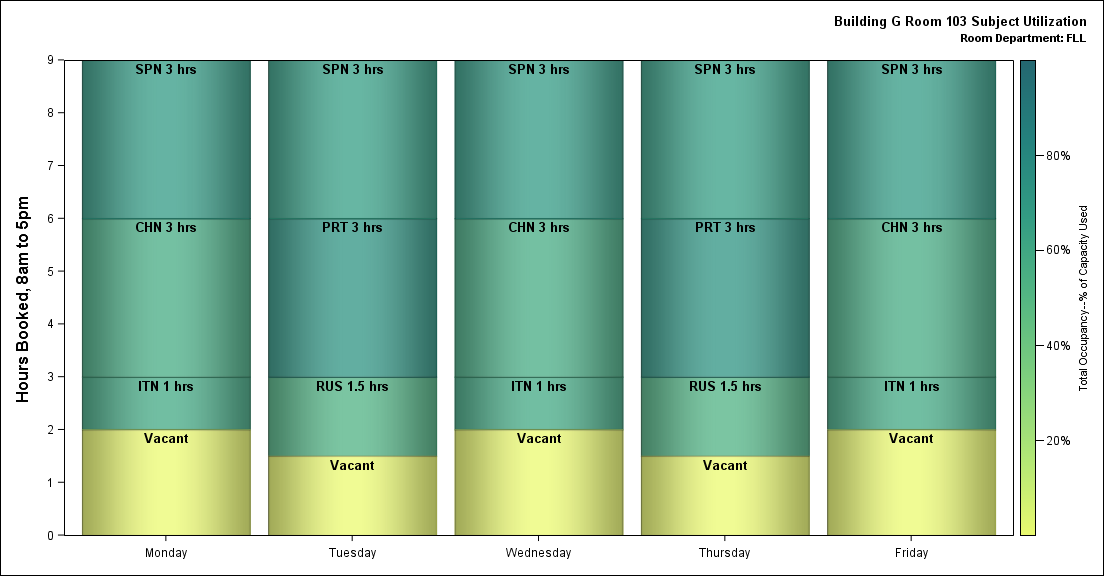 Building G Room 103 Subject Utilization
Room Department: FLL
Hours Booked, 8am to 5pm
9
8
7
6
5
4
3
2
1
0
SPN 3 hrs
CHN 3 hrs
ITN 1 hrs
Vacant
SPN 3 hrs
PRT 3 hrs
RUS 1.5 hrs
Vacant
SPN 3 hrs
CHN 3 hrs
ITN 1 hrs
Vacant
SPN 3 hrs
PRT 3 hrs
RUS 1.5 hrs
Vacant
SPN 3 hrs
CHN 3 hrs
ITN 1 hrs
Vacant
Monday
Tuesday
Wednesday
Thursday
Friday
80%
60%
40%
20%
Total Occupancy--% of Capacity Used